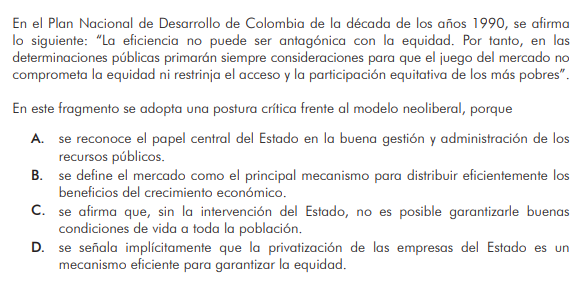 En el Plan Nacional de Desarrollo de Colombia de la década de los años 1990, se afirma
lo siguiente: “La eficiencia no puede ser antagónica con la equidad. Por tanto, en las
determinaciones públicas primarán siempre consideraciones para que el juego del mercado no
comprometa la equidad ni restrinja el acceso y la participación equitativa de los más pobres”.
En este fragmento se adopta una postura crítica frente al modelo neoliberal, porque
A. se reconoce el papel central del Estado en la buena gestión y administración de los
recursos públicos.
B. se define el mercado como el principal mecanismo para distribuir eficientemente los
beneficios del crecimiento económico.
C. se afirma que, sin la intervención del Estado, no es posible garantizarle buenas
condiciones de vida a toda la población.
D. se señala implícitamente que la privatización de las empresas del Estado es un
mecanismo eficiente para garantizar la equidad.